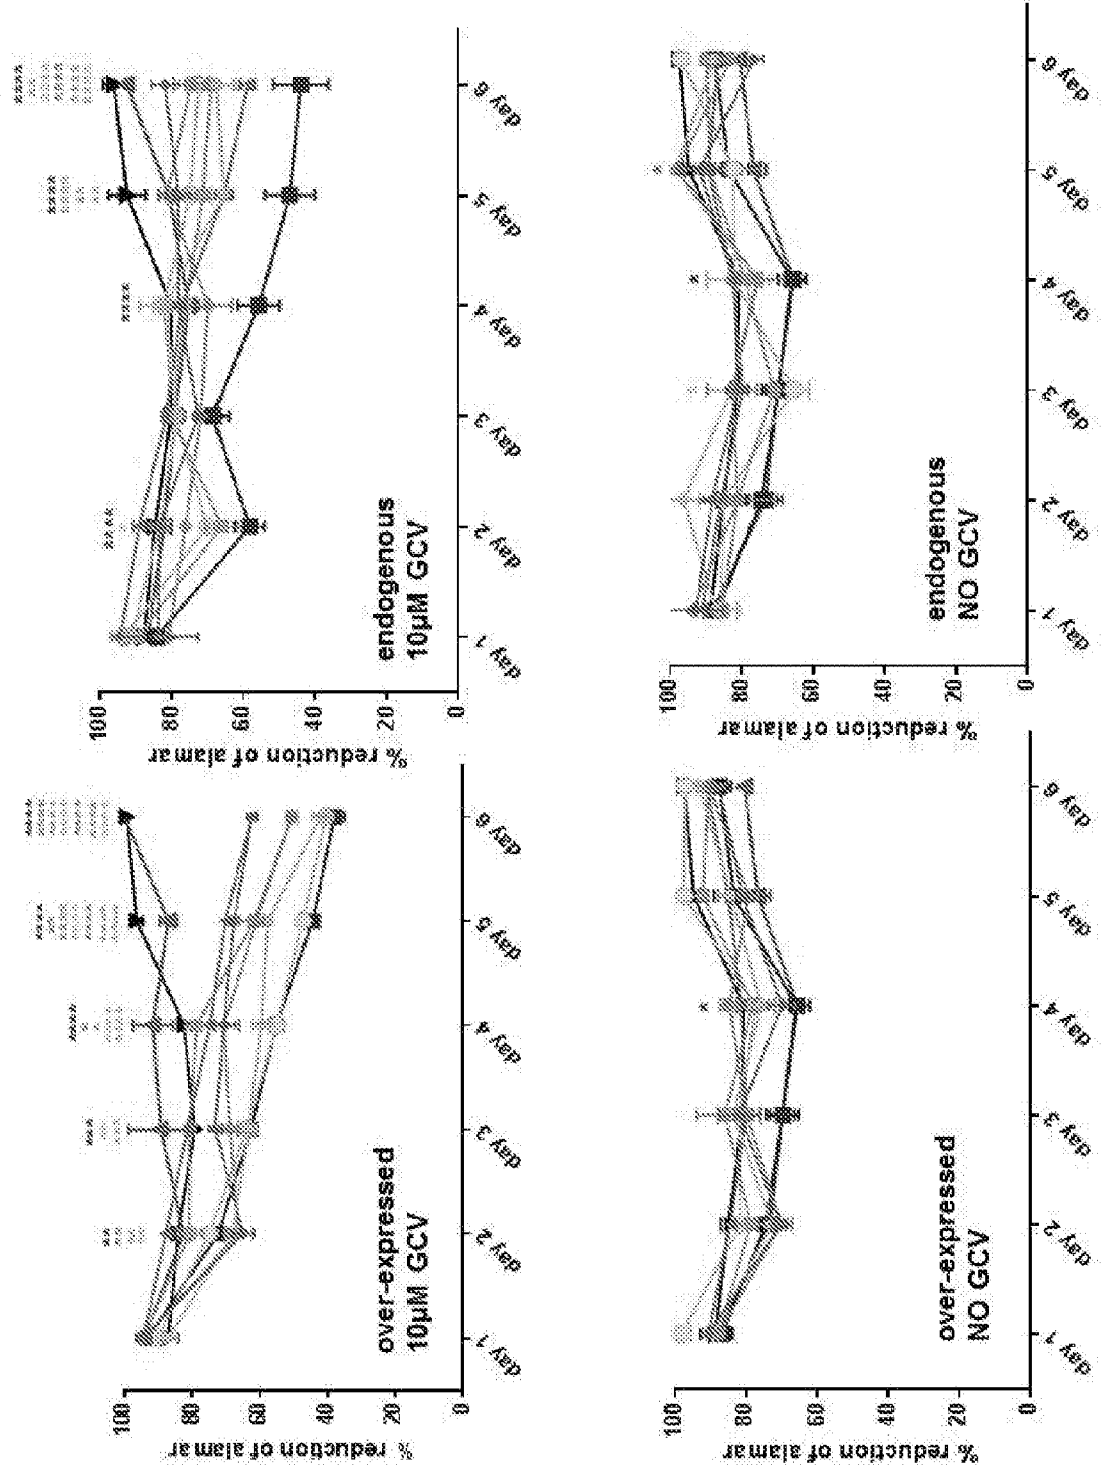 % reduction of alamar
100
80
60
40
20
0
over-expressed
10µM GCV
**
***
****
****
****
day 1
day 2
day 3
day 4
day 5
day 6
% reduction of alamar
100
80
60
40
20
0
endogenous
10µM GCV
****
****
****
****
day 1
day 2
day 3
day 4
day 5
day 6
% reduction of alamar
100
80
60
40
20
0
over-expressed
NO GCV
*
day 1
day 2
day 3
day 4
day 5
day 6
% reduction of alamar
100
80
60
40
20
0
endogenous
NO GCV
*
*
day 1
day 2
day 3
day 4
day 5
day 6